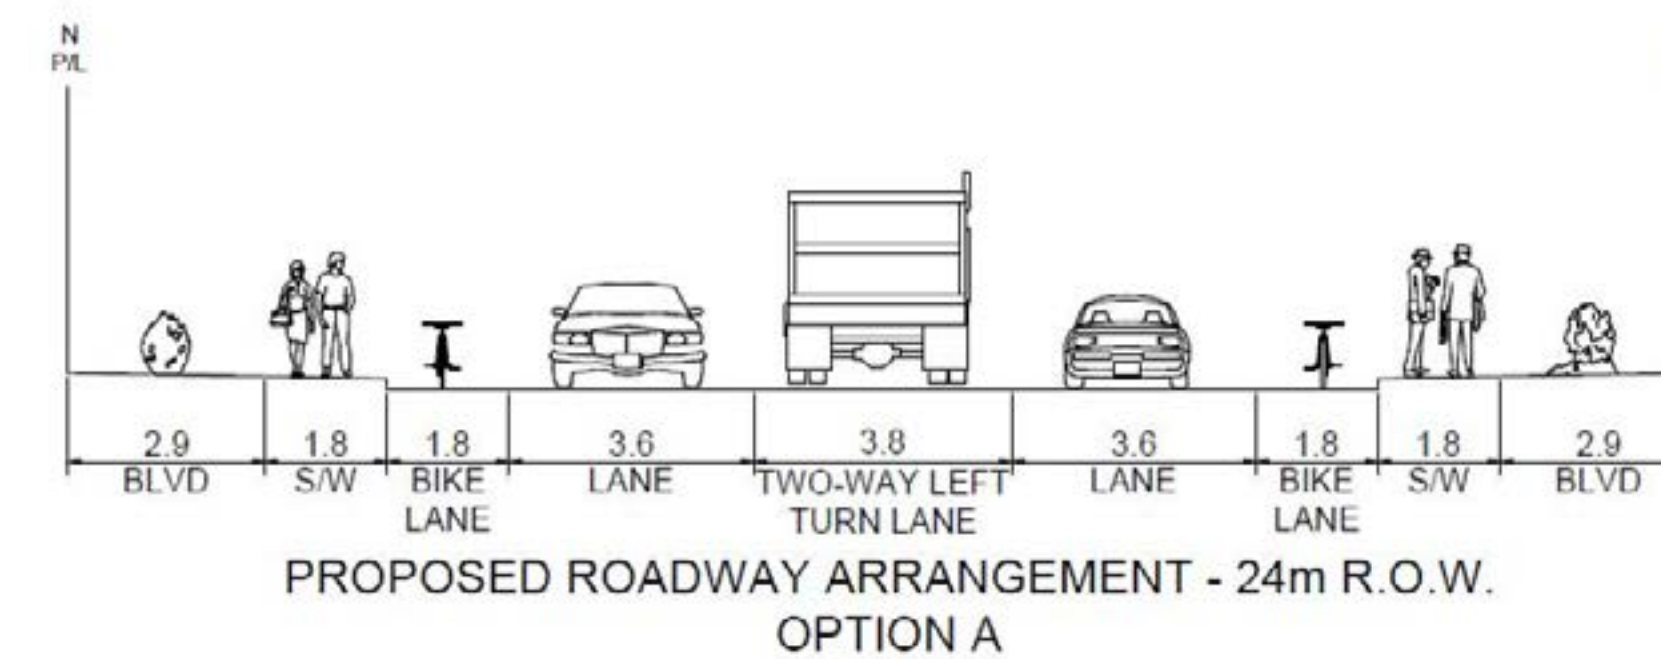 N
P/L
2.9 1.8 1.8 3.6 3.8 3.6 1.8 1.8 2.9
BLVD S/W BIKE LANE TWO-WAY LEFT LANE BIKE S/W BLVD
LANE TURN LANE LANE
PROPOSED ROADWAY ARRANGEMENT - 24m R.O.W.
OPTION A